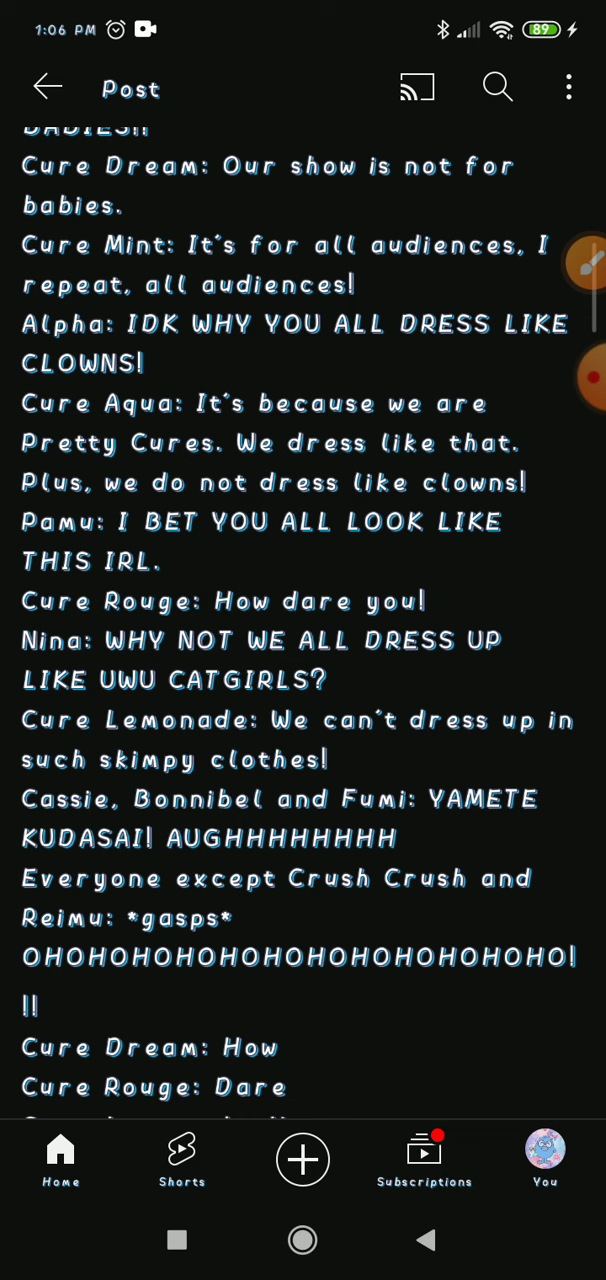 1:06 PM
89
Post
BABIES!!
Cure Dream: Our show is not for
babies.
Cure Mint: It's for all audiences, I
repeat, all audiences!
Alpha: IDK WHY YOU ALL DRESS LIKE
CLOWNS!
Cure Aqua: It's because we are
Pretty Cures. We dress like that.
Plus, we do not dress like clowns!
Pamu: I BET YOU ALL LOOK LIKE
THIS IRL.
Cure Rouge: How dare you!
Nina: WHY NOT WE ALL DRESS UP
LIKE UWU CATGIRLS?
Cure Lemonade: We can't dress up in
such skimpy clothes!
Cassie, Bonnibel and Fumi: YAMETE
KUDASAI! AUGHHHHHHHHH
Everyone except Crush Crush and
Reimu: *gasps*
OHOHOHOHOHOHOHOHOHOHOHOHO!
!!
Cure Dream: How
Cure Rouge: Dare
Home
Shorts
Subscriptions
You